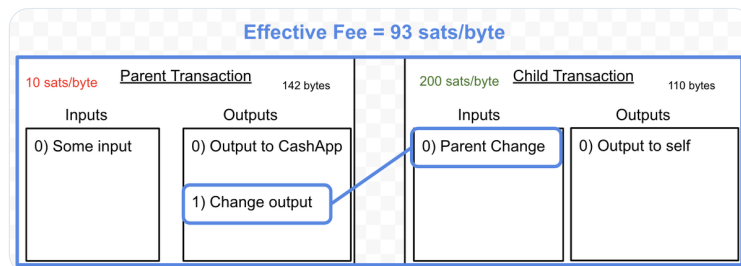 Effective Fee = 93 sats/byte
10 sats/byte Parent Transaction 142 bytes
Inputs Outputs
0) Some input
0) Output to CashApp
1) Change output
200 sats/byte Child Transaction 110 bytes
Inputs Outputs
0) Parent Change
0) Output to self